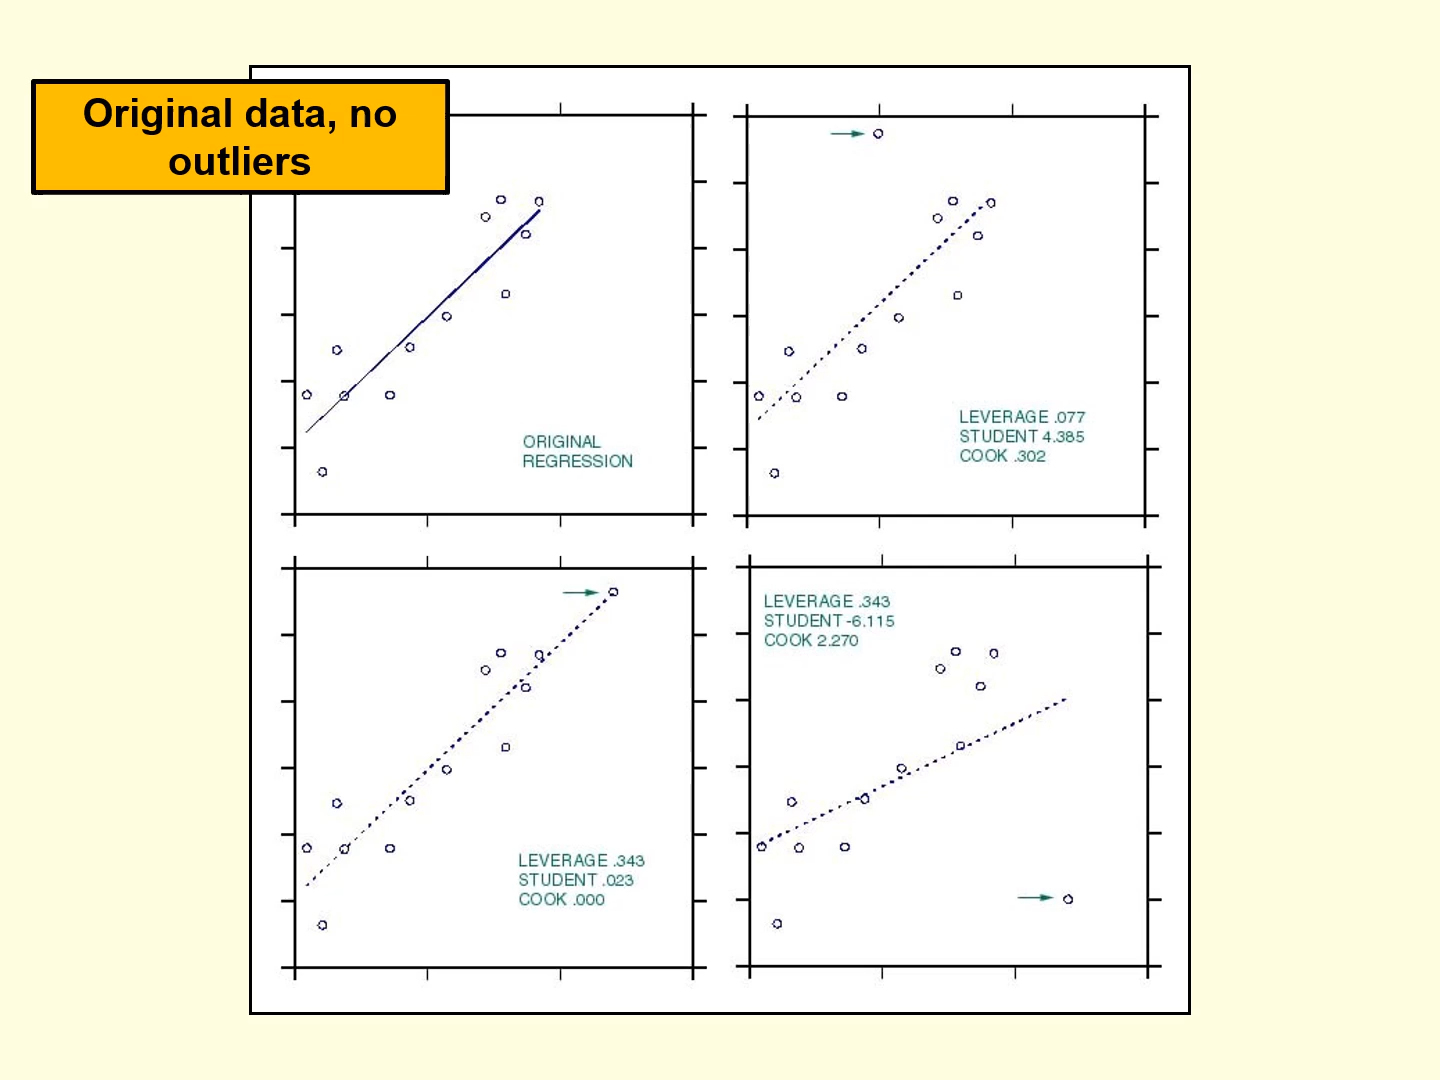 Original data, no
outliers
ORIGINAL
REGRESSION
LEVERAGE .077
STUDENT 4.385
COOK .302
LEVERAGE .343
STUDENT .023
COOK .000
LEVERAGE .343
STUDENT -6.115
COOK 2.270